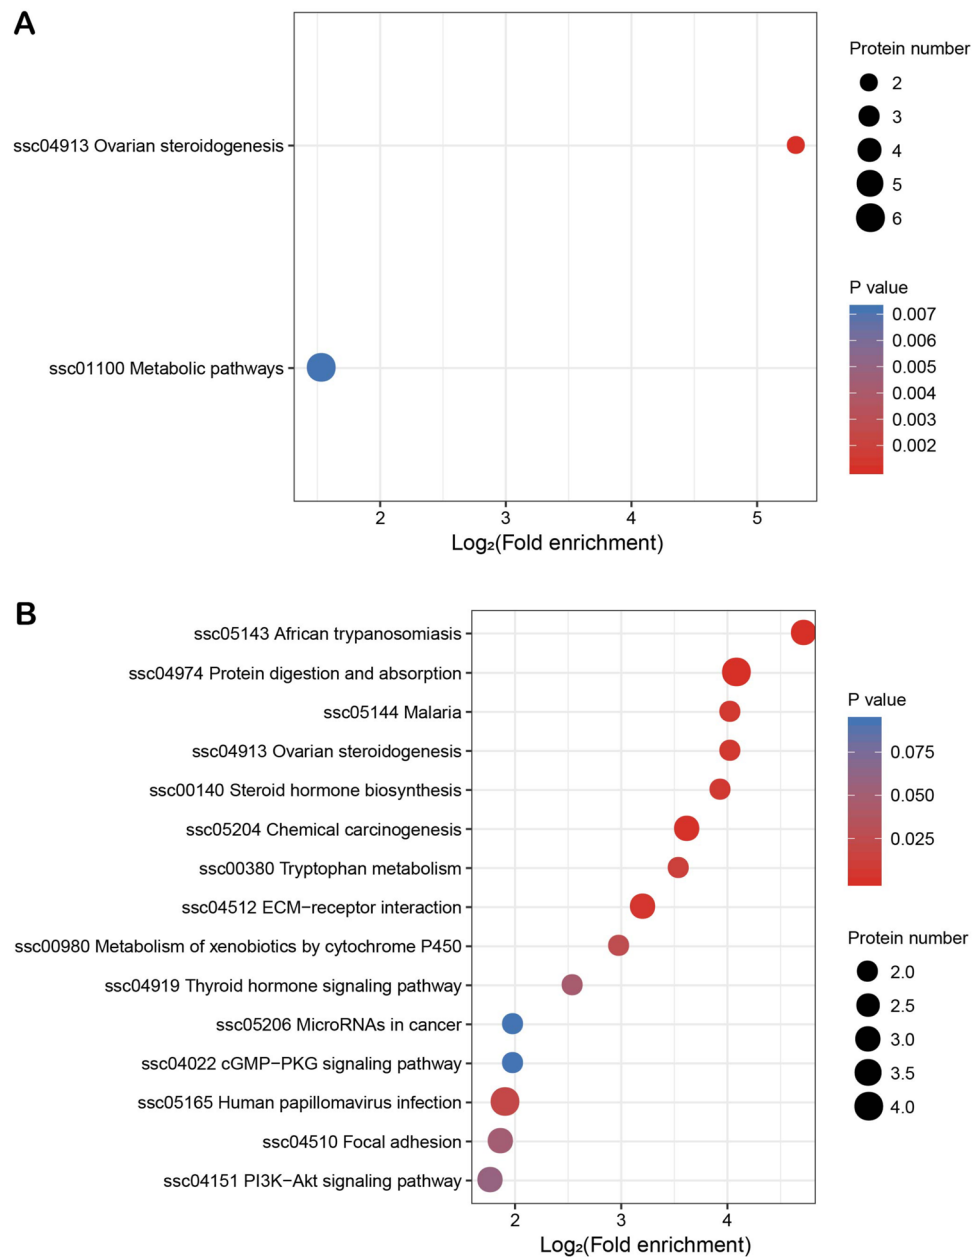 A
ssc04913 Ovarian steroidogenesis
ssc01100 Metabolic pathways
2 3 4 5
Log₂(Fold enrichment)
Protein number
2
3
4
5
6
P value
0.007
0.006
0.005
0.004
0.003
0.002
B
ssc05143 African trypanosomiasis
ssc04974 Protein digestion and absorption
ssc05144 Malaria
ssc04913 Ovarian steroidogenesis
ssc00140 Steroid hormone biosynthesis
ssc05204 Chemical carcinogenesis
ssc00380 Tryptophan metabolism
ssc04512 ECM−receptor interaction
ssc00980 Metabolism of xenobiotics by cytochrome P450
ssc04919 Thyroid hormone signaling pathway
ssc05206 MicroRNAs in cancer
ssc04022 cGMP−PKG signaling pathway
ssc05165 Human papillomavirus infection
ssc04510 Focal adhesion
ssc04151 PI3K−Akt signaling pathway
2 3 4
Log₂(Fold enrichment)
P value
0.075
0.050
0.025
Protein number
2.0
2.5
3.0
3.5
4.0